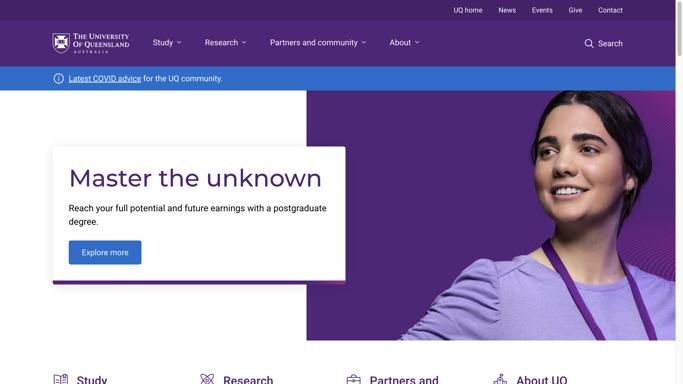 UQ home News Events Give Contact
THE UNIVERSITY
OF QUEENSLAND
AUSTRALIA
Study Research Partners and community About Search
Latest COVID advice for the UQ community.
Master the unknown
Reach your full potential and future earnings with a postgraduate
degree.
Explore more
Study Research Partners and About UQ